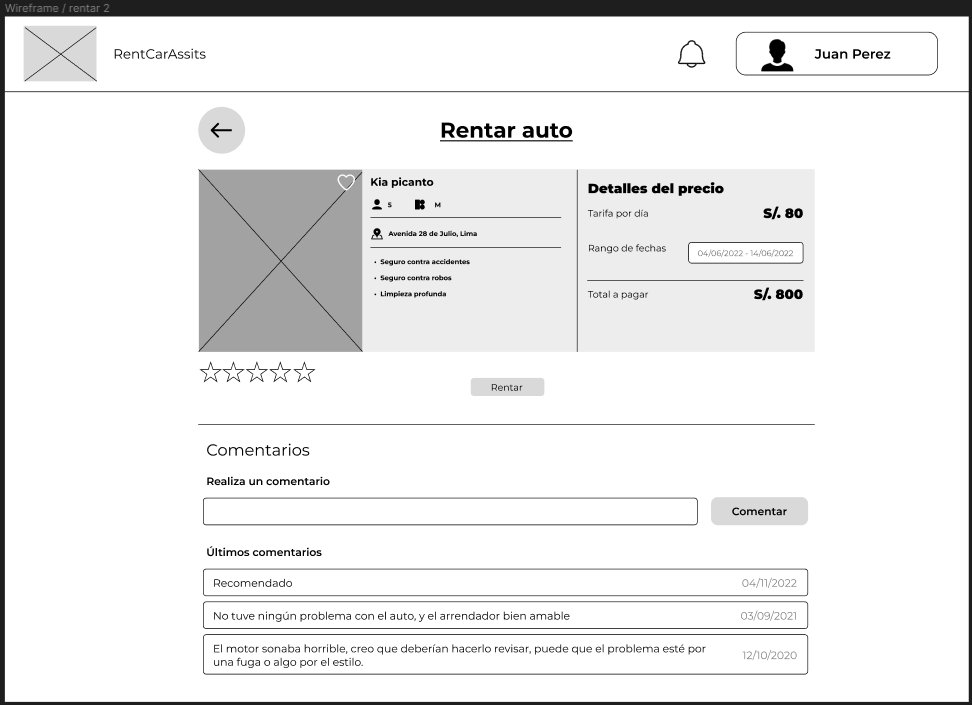 Wireframe / rentar 2
RentCarAssits
Juan Perez
Rentar auto
Kia picanto
5 M
Avenida 28 de Julio, Lima
• Seguro contra accidentes
• Seguro contra robos
• Limpieza profunda
Detalles del precio
Tarifa por día S/. 80
Rango de fechas 04/06/2022 - 14/06/2022
Total a pagar S/. 800
Rentar
Comentarios
Realiza un comentario
Comentar
Últimos comentarios
Recomendado 04/11/2022
No tuve ningún problema con el auto, y el arrendador bien amable 03/09/2021
El motor sonaba horrible, creo que deberían hacerlo revisar, puede que el problema esté por
una fuga o algo por el estilo.
12/10/2020